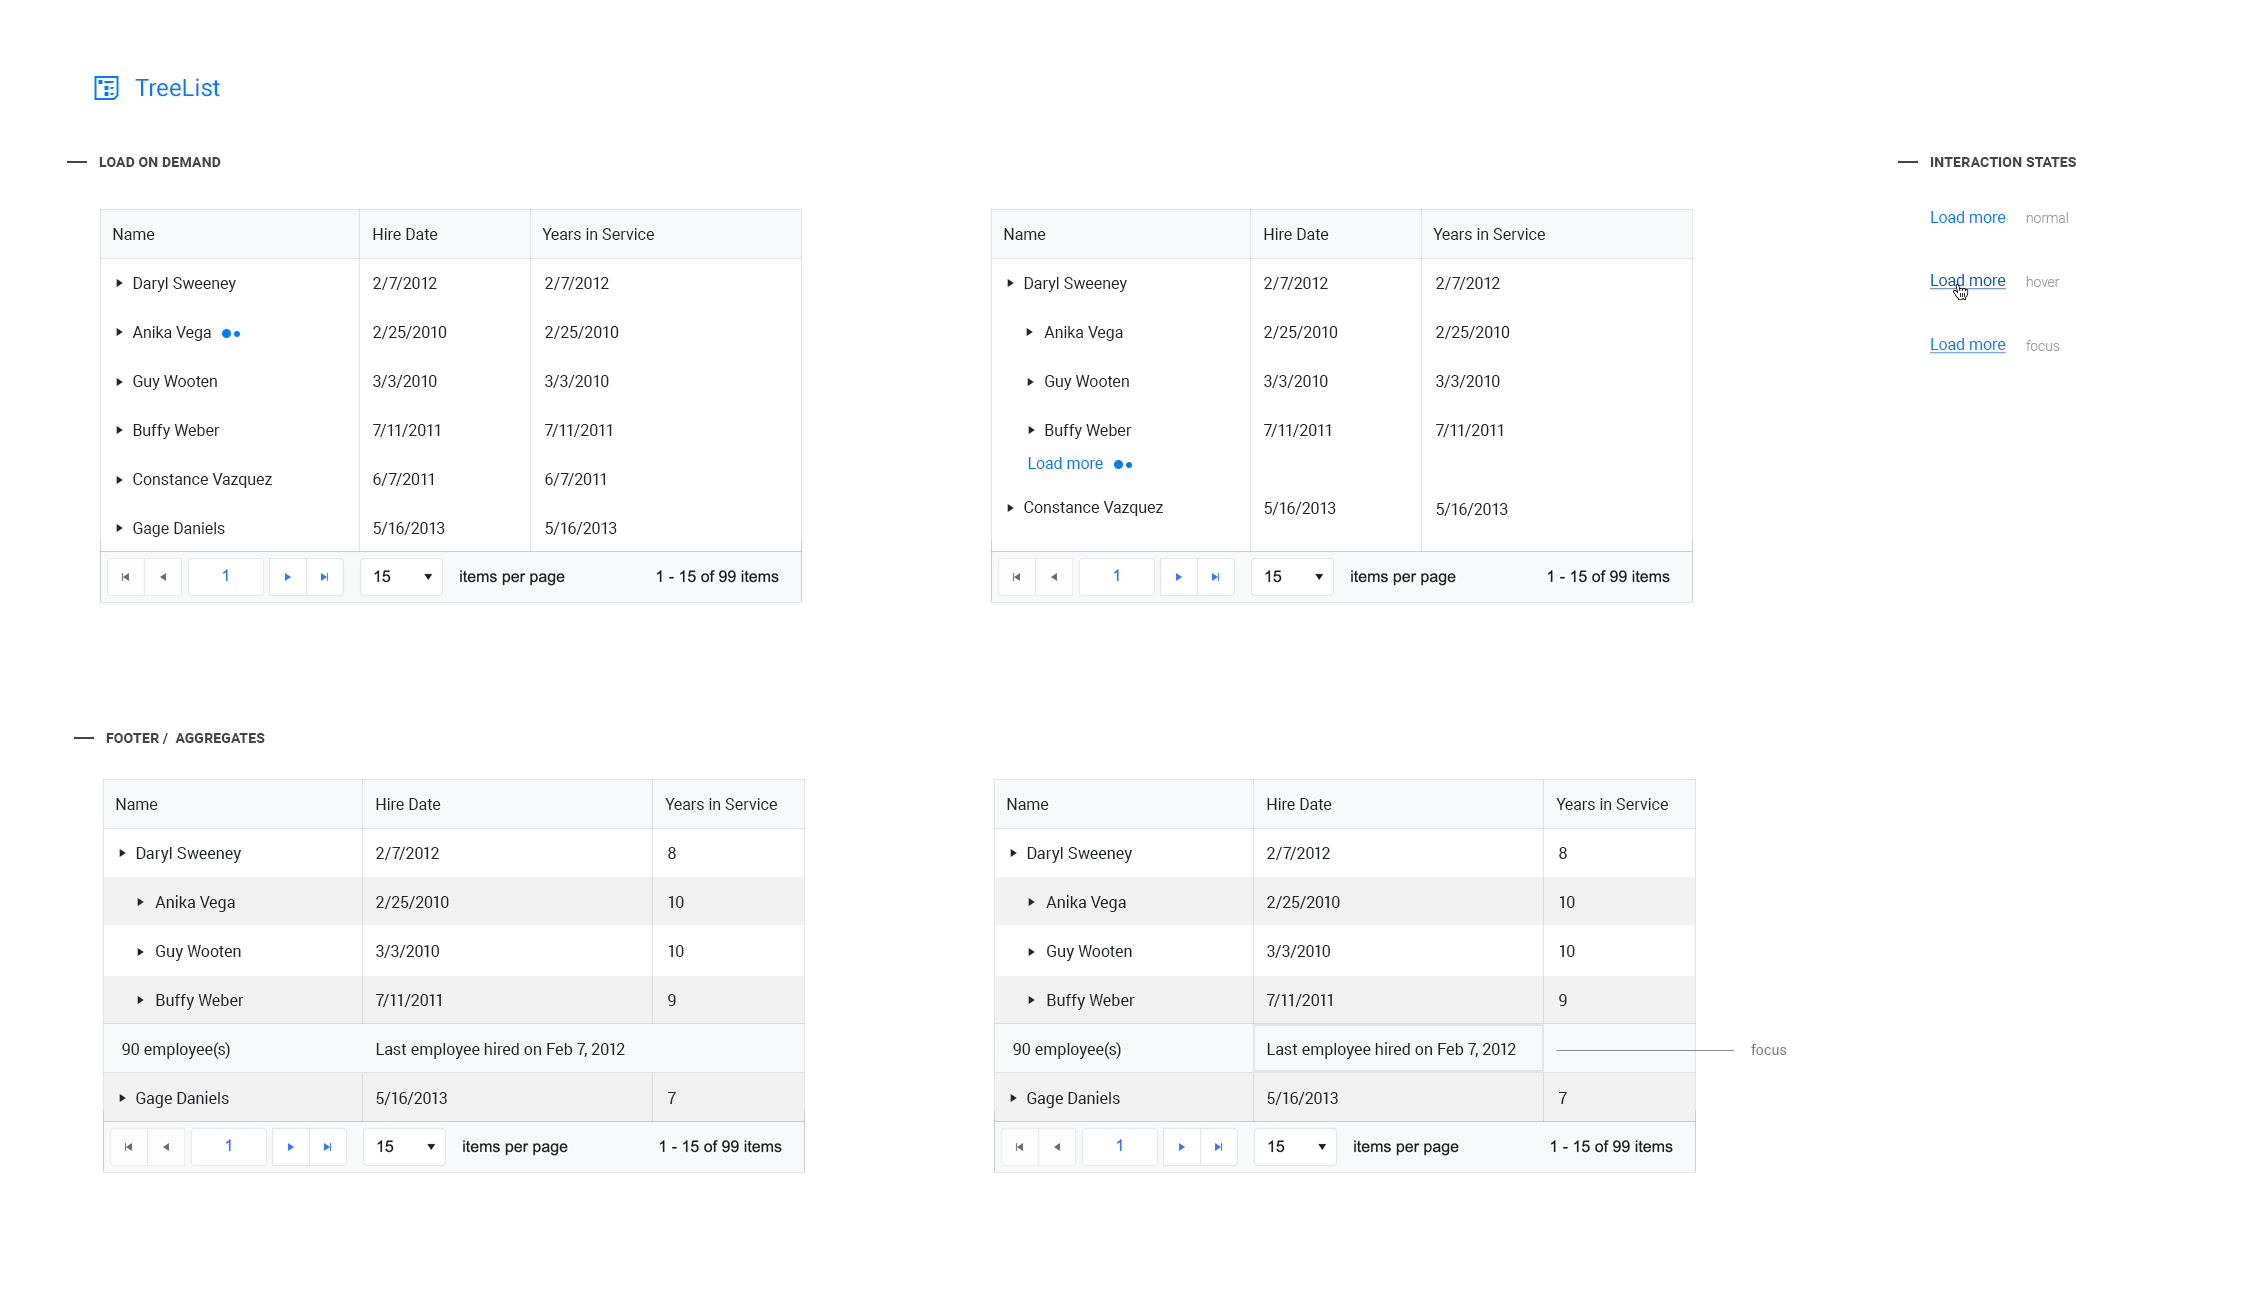 TreeList
LOAD ON DEMAND
Name Hire Date Years in Service
Daryl Sweeney 2/7/2012 2/7/2012
Anika Vega 2/25/2010 2/25/2010
Guy Wooten 3/3/2010 3/3/2010
Buffy Weber 7/11/2011 7/11/2011
Constance Vazquez 6/7/2011 6/7/2011
Gage Daniels 5/16/2013 5/16/2013
1 15 items per page 1 - 15 of 99 items
Name Hire Date Years in Service
Daryl Sweeney 2/7/2012 2/7/2012
Anika Vega 2/25/2010 2/25/2010
Guy Wooten 3/3/2010 3/3/2010
Buffy Weber 7/11/2011 7/11/2011
Load more
Constance Vazquez 5/16/2013 5/16/2013
1 15 items per page 1 - 15 of 99 items
INTERACTION STATES
Load more normal
Load more hover
Load more focus
FOOTER / AGGREGATES
Name Hire Date Years in Service
Daryl Sweeney 2/7/2012 8
Anika Vega 2/25/2010 10
Guy Wooten 3/3/2010 10
Buffy Weber 7/11/2011 9
90 employee(s) Last employee hired on Feb 7, 2012
Gage Daniels 5/16/2013 7
1 15 items per page 1 - 15 of 99 items
Name Hire Date Years in Service
Daryl Sweeney 2/7/2012 8
Anika Vega 2/25/2010 10
Guy Wooten 3/3/2010 10
Buffy Weber 7/11/2011 9
90 employee(s) Last employee hired on Feb 7, 2012 focus
Gage Daniels 5/16/2013 7
1 15 items per page 1 - 15 of 99 items